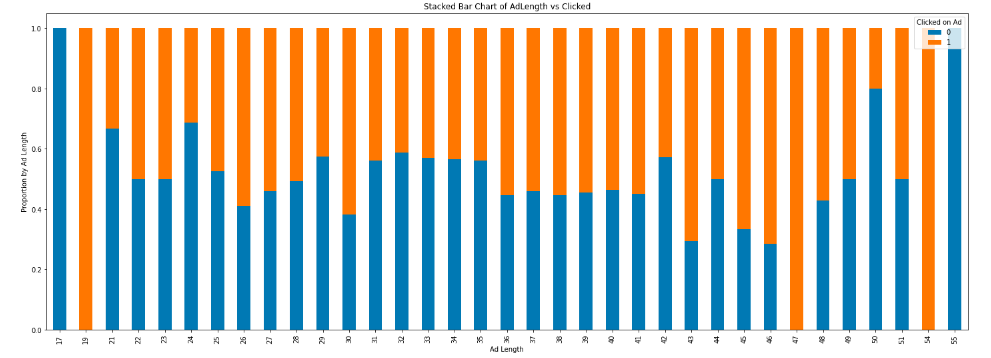 Stacked Bar Chart of AdLength vs Clicked
Clicked on Ad
0
1
Proportion by Ad Length
1.0
0.8
0.6
0.4
0.2
0.0
17 19 21 22 23 24 25 26 27 28 29 30 31 32 33 34 35 36 37 38 39 40 41 42 43 44 45 46 47 48 49 50 51 54 55
Ad Length